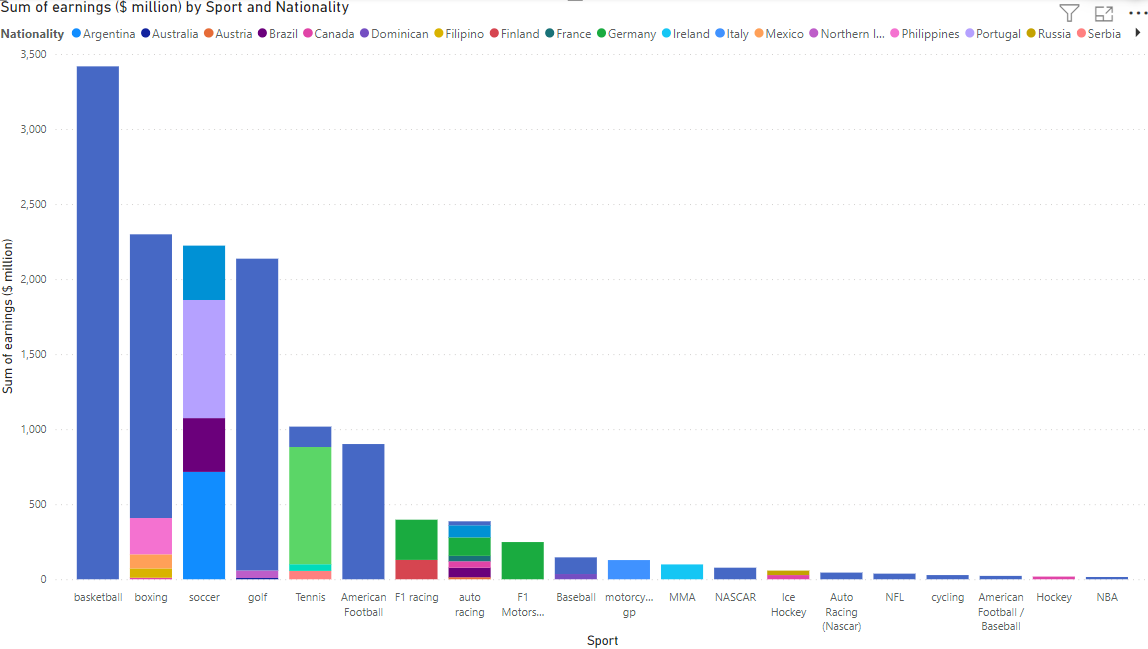 Sum of earnings ($ million) by Sport and Nationality
Nationality Argentina Australia Austria Brazil Canada Dominican Filipino Finland France Germany Ireland Italy Mexico Northern I... Philippines Portugal Russia Serbia
Sum of earnings ($ million)
3,500
3,000
2,500
2,000
1,500
1,000
500
0
basketball boxing soccer golf Tennis American Football F1 racing auto racing F1 Motors... Baseball motorcy... gp MMA NASCAR Ice Hockey Auto Racing (Nascar) NFL cycling American Football / Baseball Hockey NBA
Sport